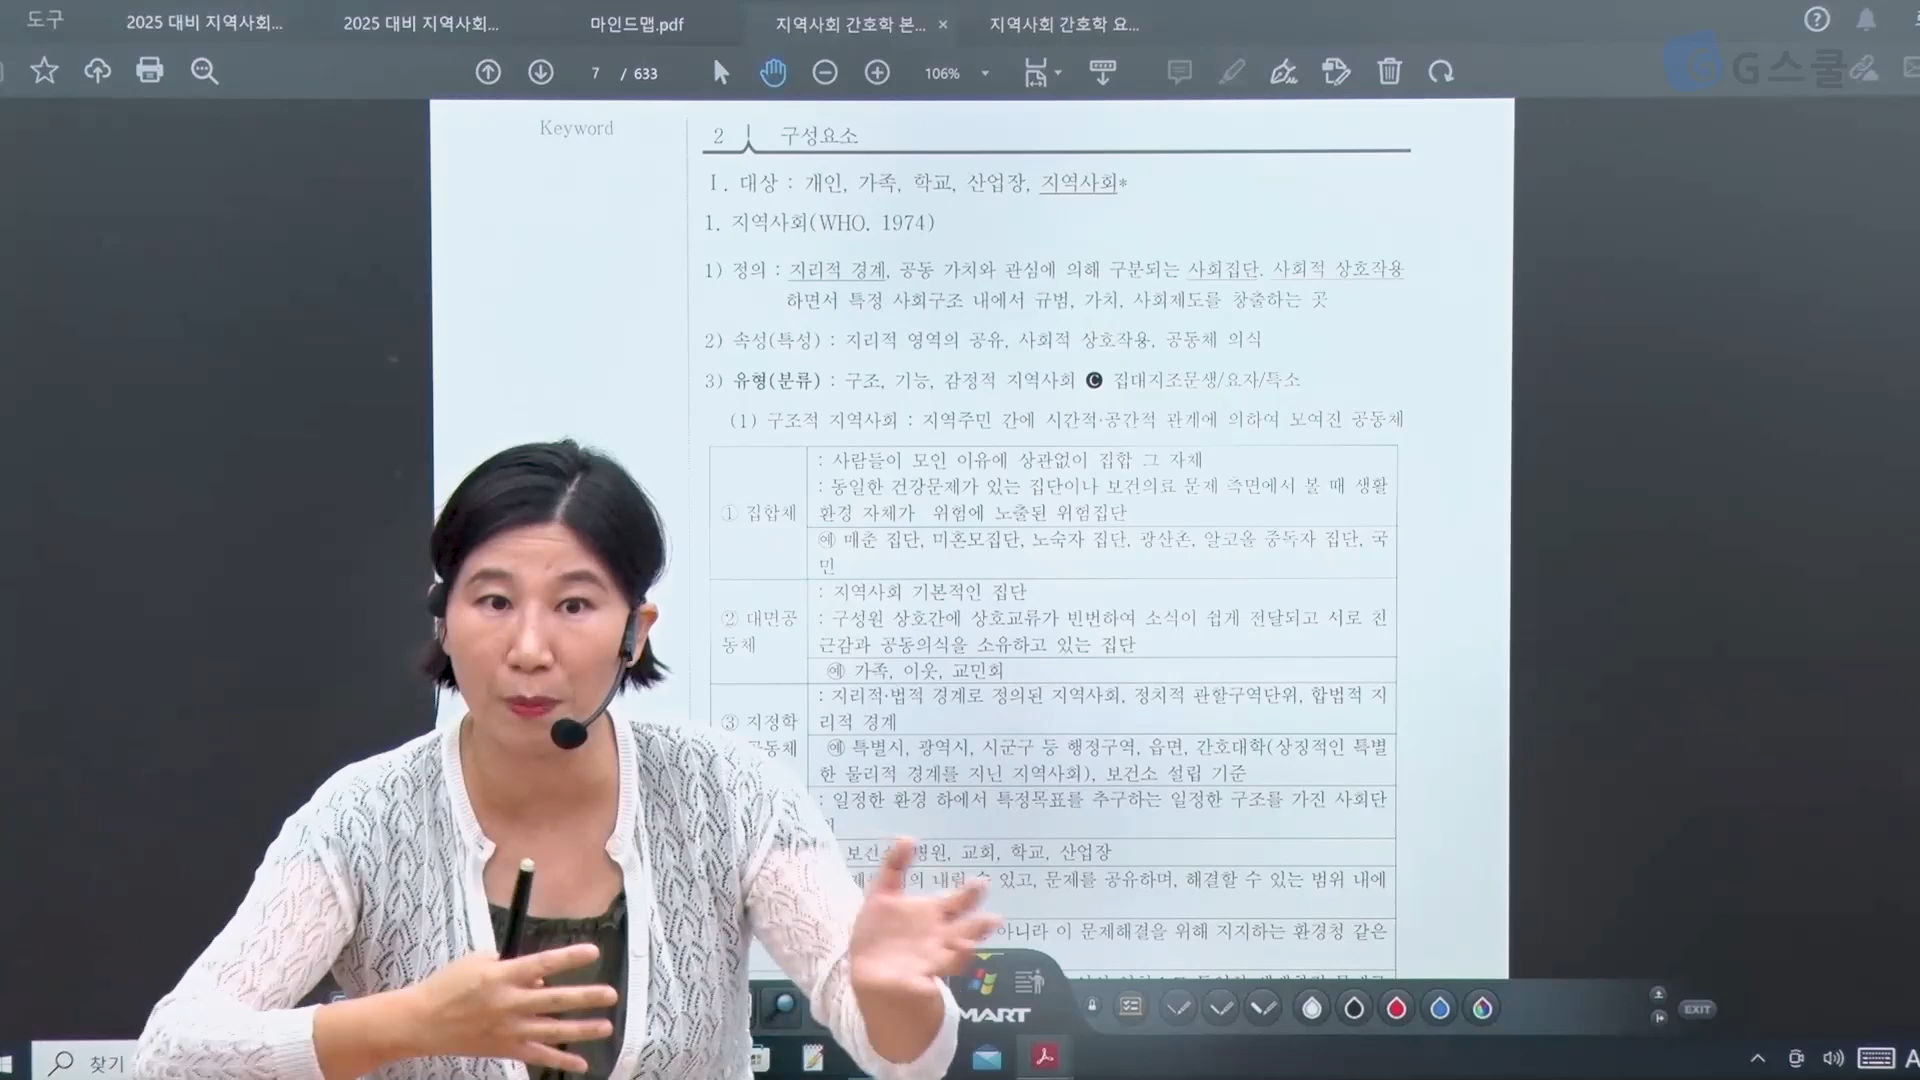 도구
2025 대비 지역사회...
2025 대비 지역사회...
마인드맵.pdf
지역사회 간호학 본... ×
지역사회 간호학 요...
7 / 633
106%
G스쿨
Keyword
2 구성요소
Ⅰ. 대상 : 개인, 가족, 학교, 산업장, 지역사회*
1. 지역사회(WHO. 1974)
1) 정의 : 지리적 경계, 공동 가치와 관심에 의해 구분되는 사회집단. 사회적 상호작용
하면서 특정 사회구조 내에서 규범, 가치, 사회제도를 창출하는 곳
2) 속성(특성) : 지리적 영역의 공유, 사회적 상호작용, 공동체 의식
3) 유형(분류) : 구조, 기능, 감정적 지역사회 C 집대지조문생/요자/특소
(1) 구조적 지역사회 : 지역주민 간에 시간적·공간적 관계에 의하여 모여진 공동체
① 집합체
: 사람들이 모인 이유에 상관없이 집합 그 자체
: 동일한 건강문제가 있는 집단이나 보건의료 문제 측면에서 볼 때 생활
환경 자체가 위험에 노출된 위험집단
예 매춘 집단, 미혼모집단, 노숙자 집단, 광산촌, 알코올 중독자 집단, 국
민
② 대면공
동체
: 지역사회 기본적인 집단
: 구성원 상호간에 상호교류가 빈번하여 소식이 쉽게 전달되고 서로 친
근감과 공동의식을 소유하고 있는 집단
예 가족, 이웃, 교민회
③ 지정학
공동체
: 지리적·법적 경계로 정의된 지역사회, 정치적 관할구역단위, 합법적 지
리적 경계
예 특별시, 광역시, 시군구 등 행정구역, 읍면, 간호대학(상징적인 특별
한 물리적 경계를 지닌 지역사회), 보건소 설립 기준
: 일정한 환경 하에서 특정목표를 추구하는 일정한 구조를 가진 사회단
보건소, 병원, 교회, 학교, 산업장
내릴 수 있고, 문제를 공유하며, 해결할 수 있는 범위 내에
아니라 이 문제해결을 위해 지지하는 환경청 같은
MART
EXIT
찾기
A